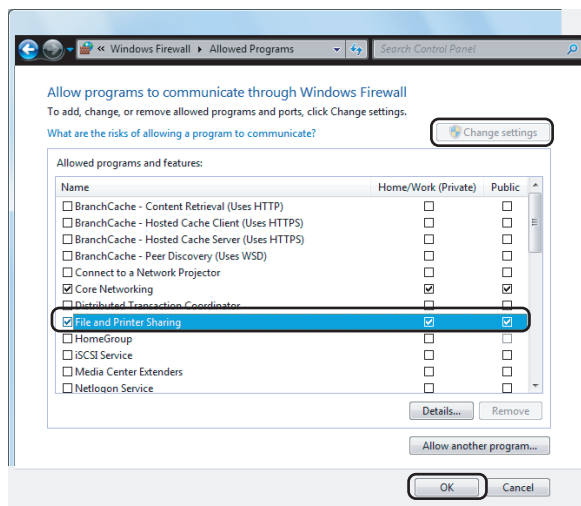 « Windows Firewall ▸ Allowed Programs Search Control Panel
Allow programs to communicate through Windows Firewall
To add, change, or remove allowed programs and ports, click Change settings.
What are the risks of allowing a program to communicate? Change settings
Allowed programs and features:
Name Home/Work (Private) Public
BranchCache - Content Retrieval (Uses HTTP)
BranchCache - Hosted Cache Client (Uses HTTPS)
BranchCache - Hosted Cache Server (Uses HTTPS)
BranchCache - Peer Discovery (Uses WSD)
Connect to a Network Projector
Core Networking
Distributed Transaction Coordinator
File and Printer Sharing
HomeGroup
iSCSI Service
Media Center Extenders
Netlogon Service
Details... Remove
Allow another program...
OK Cancel